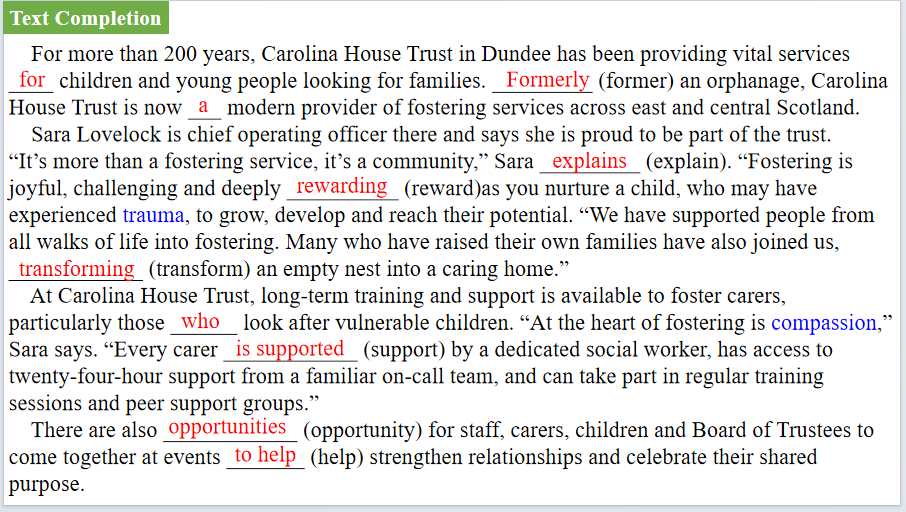 Text Completion
For more than 200 years, Carolina House Trust in Dundee has been providing vital services
for children and young people looking for families. Formerly (former) an orphanage, Carolina
House Trust is now a modern provider of fostering services across east and central Scotland.
Sara Lovelock is chief operating officer there and says she is proud to be part of the trust.
“It’s more than a fostering service, it’s a community,” Sara explains (explain). “Fostering is
joyful, challenging and deeply rewarding (reward)as you nurture a child, who may have
experienced trauma, to grow, develop and reach their potential. “We have supported people from
all walks of life into fostering. Many who have raised their own families have also joined us,
transforming (transform) an empty nest into a caring home.”
At Carolina House Trust, long-term training and support is available to foster carers,
particularly those who look after vulnerable children. “At the heart of fostering is compassion,”
Sara says. “Every carer is supported (support) by a dedicated social worker, has access to
twenty-four-hour support from a familiar on-call team, and can take part in regular training
sessions and peer support groups.”
There are also opportunities (opportunity) for staff, carers, children and Board of Trustees to
come together at events to help (help) strengthen relationships and celebrate their shared
purpose.